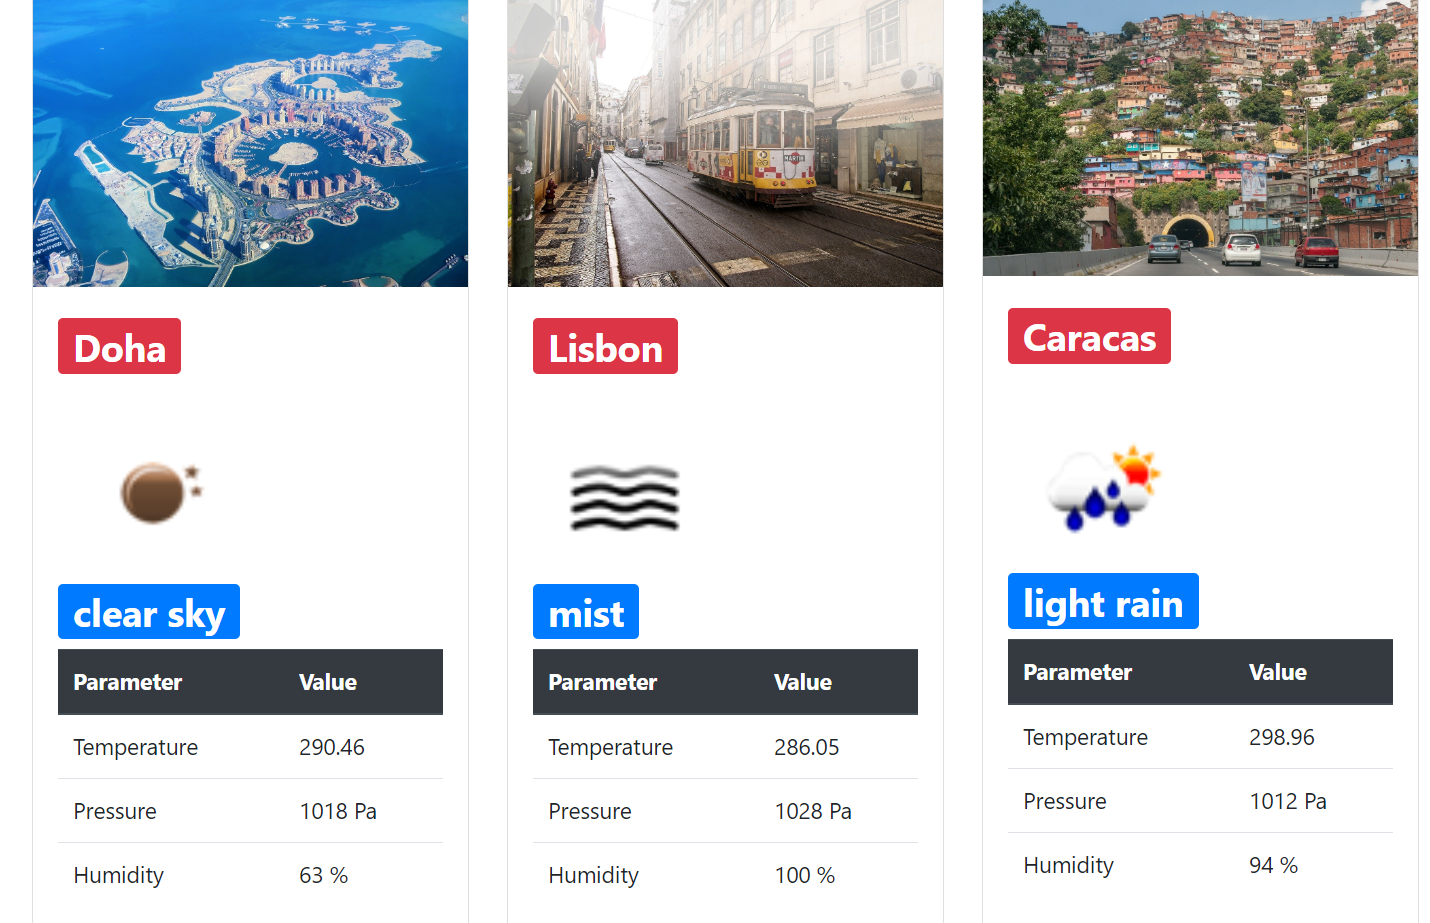 Doha
clear sky
Parameter Value
Temperature 290.46
Pressure 1018 Pa
Humidity 63 %
MARTINI
Lisbon
mist
Parameter Value
Temperature 286.05
Pressure 1028 Pa
Humidity 100 %
Caracas
light rain
Parameter Value
Temperature 298.96
Pressure 1012 Pa
Humidity 94 %